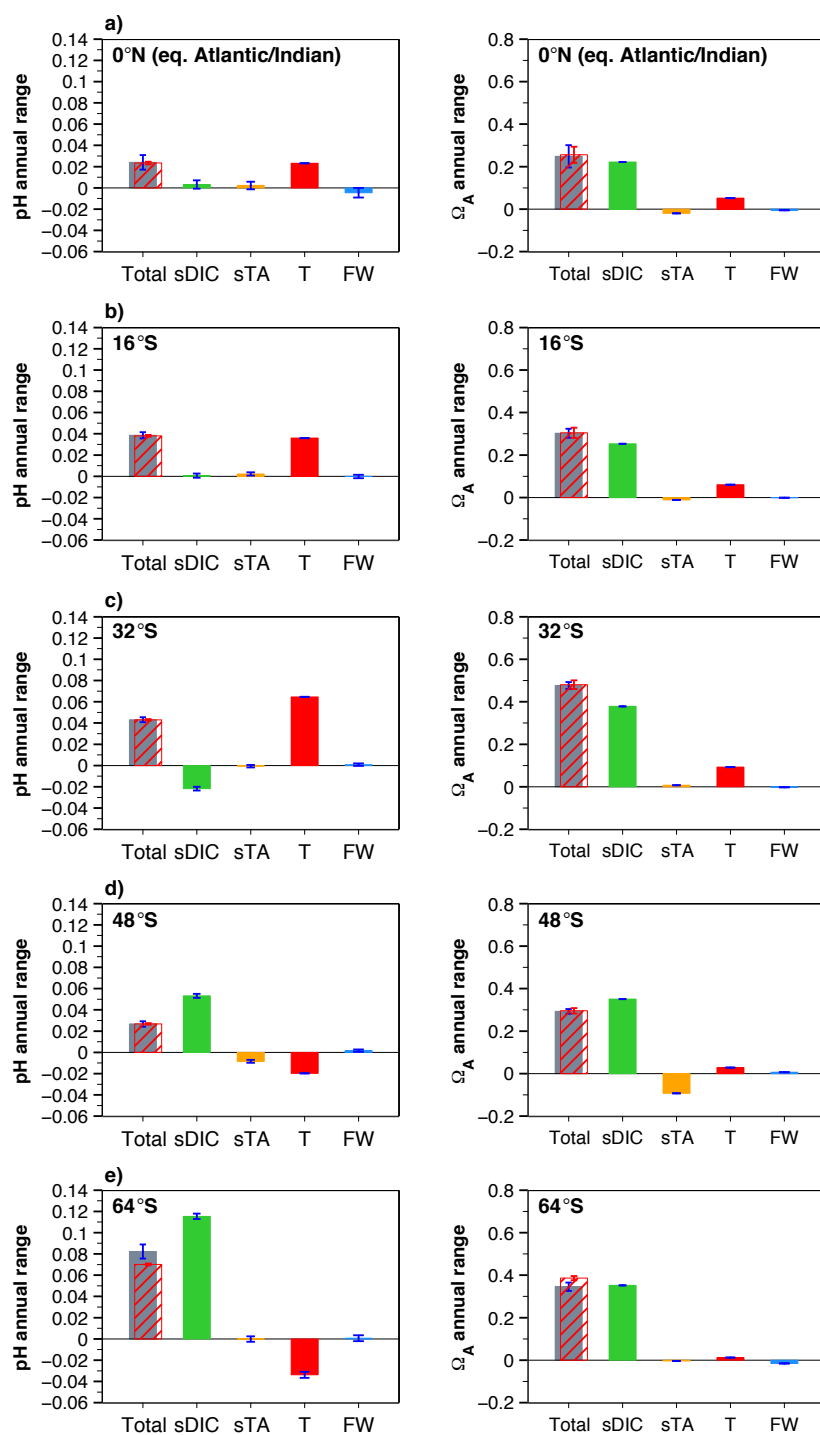 a)
0°N (eq. Atlantic/Indian)
pH annual range
0.14
0.12
0.1
0.08
0.06
0.04
0.02
0
−0.02
−0.04
−0.06
Total sDIC sTA T FW
0°N (eq. Atlantic/Indian)
Ω_A annual range
0.8
0.6
0.4
0.2
0
−0.2
Total sDIC sTA T FW
b)
16°S
pH annual range
0.14
0.12
0.1
0.08
0.06
0.04
0.02
0
−0.02
−0.04
−0.06
Total sDIC sTA T FW
16°S
Ω_A annual range
0.8
0.6
0.4
0.2
0
−0.2
Total sDIC sTA T FW
c)
32°S
pH annual range
0.14
0.12
0.1
0.08
0.06
0.04
0.02
0
−0.02
−0.04
−0.06
Total sDIC sTA T FW
32°S
Ω_A annual range
0.8
0.6
0.4
0.2
0
−0.2
Total sDIC sTA T FW
d)
48°S
pH annual range
0.14
0.12
0.1
0.08
0.06
0.04
0.02
0
−0.02
−0.04
−0.06
Total sDIC sTA T FW
48°S
Ω_A annual range
0.8
0.6
0.4
0.2
0
−0.2
Total sDIC sTA T FW
e)
64°S
pH annual range
0.14
0.12
0.1
0.08
0.06
0.04
0.02
0
−0.02
−0.04
−0.06
Total sDIC sTA T FW
64°S
Ω_A annual range
0.8
0.6
0.4
0.2
0
−0.2
Total sDIC sTA T FW